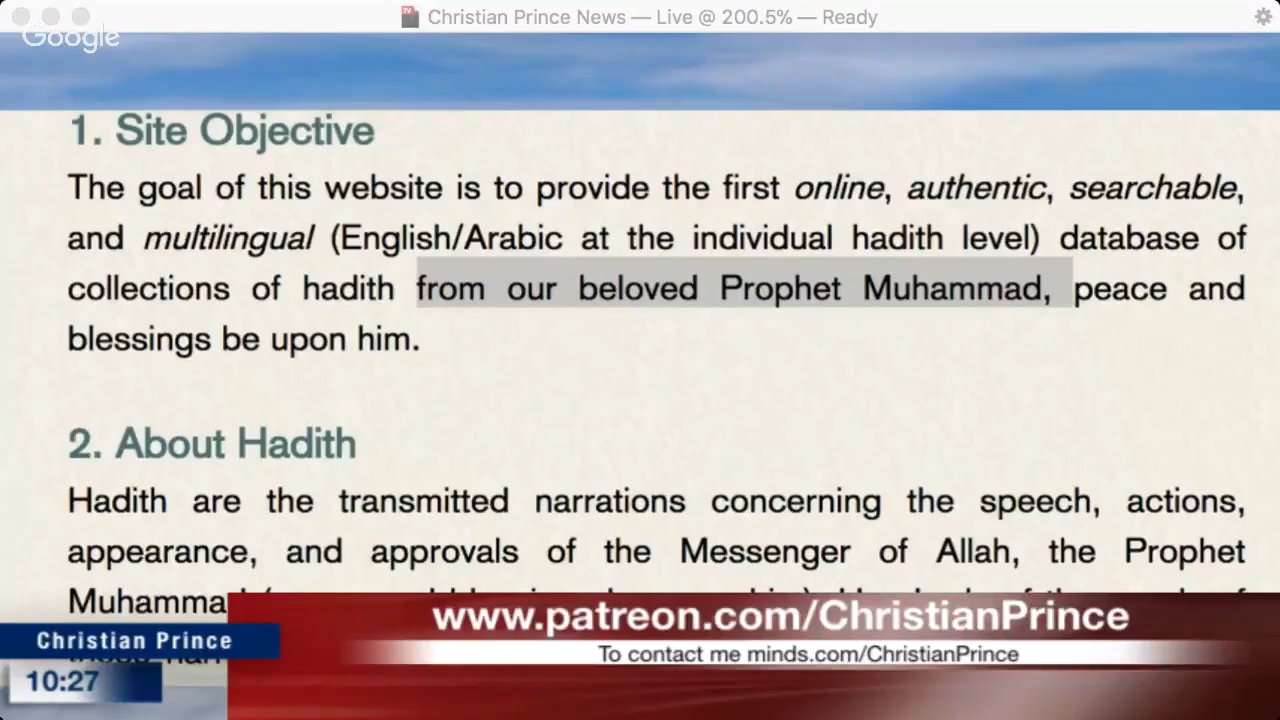 Christian Prince News — Live @ 200.5% — Ready
Google
1. Site Objective
The goal of this website is to provide the first online, authentic, searchable,
and multilingual (English/Arabic at the individual hadith level) database of
collections of hadith from our beloved Prophet Muhammad, peace and
blessings be upon him.
2. About Hadith
Hadith are the transmitted narrations concerning the speech, actions,
appearance, and approvals of the Messenger of Allah, the Prophet
www.patreon.com/ChristianPrince
Christian Prince
To contact me minds.com/ChristianPrince
10:27